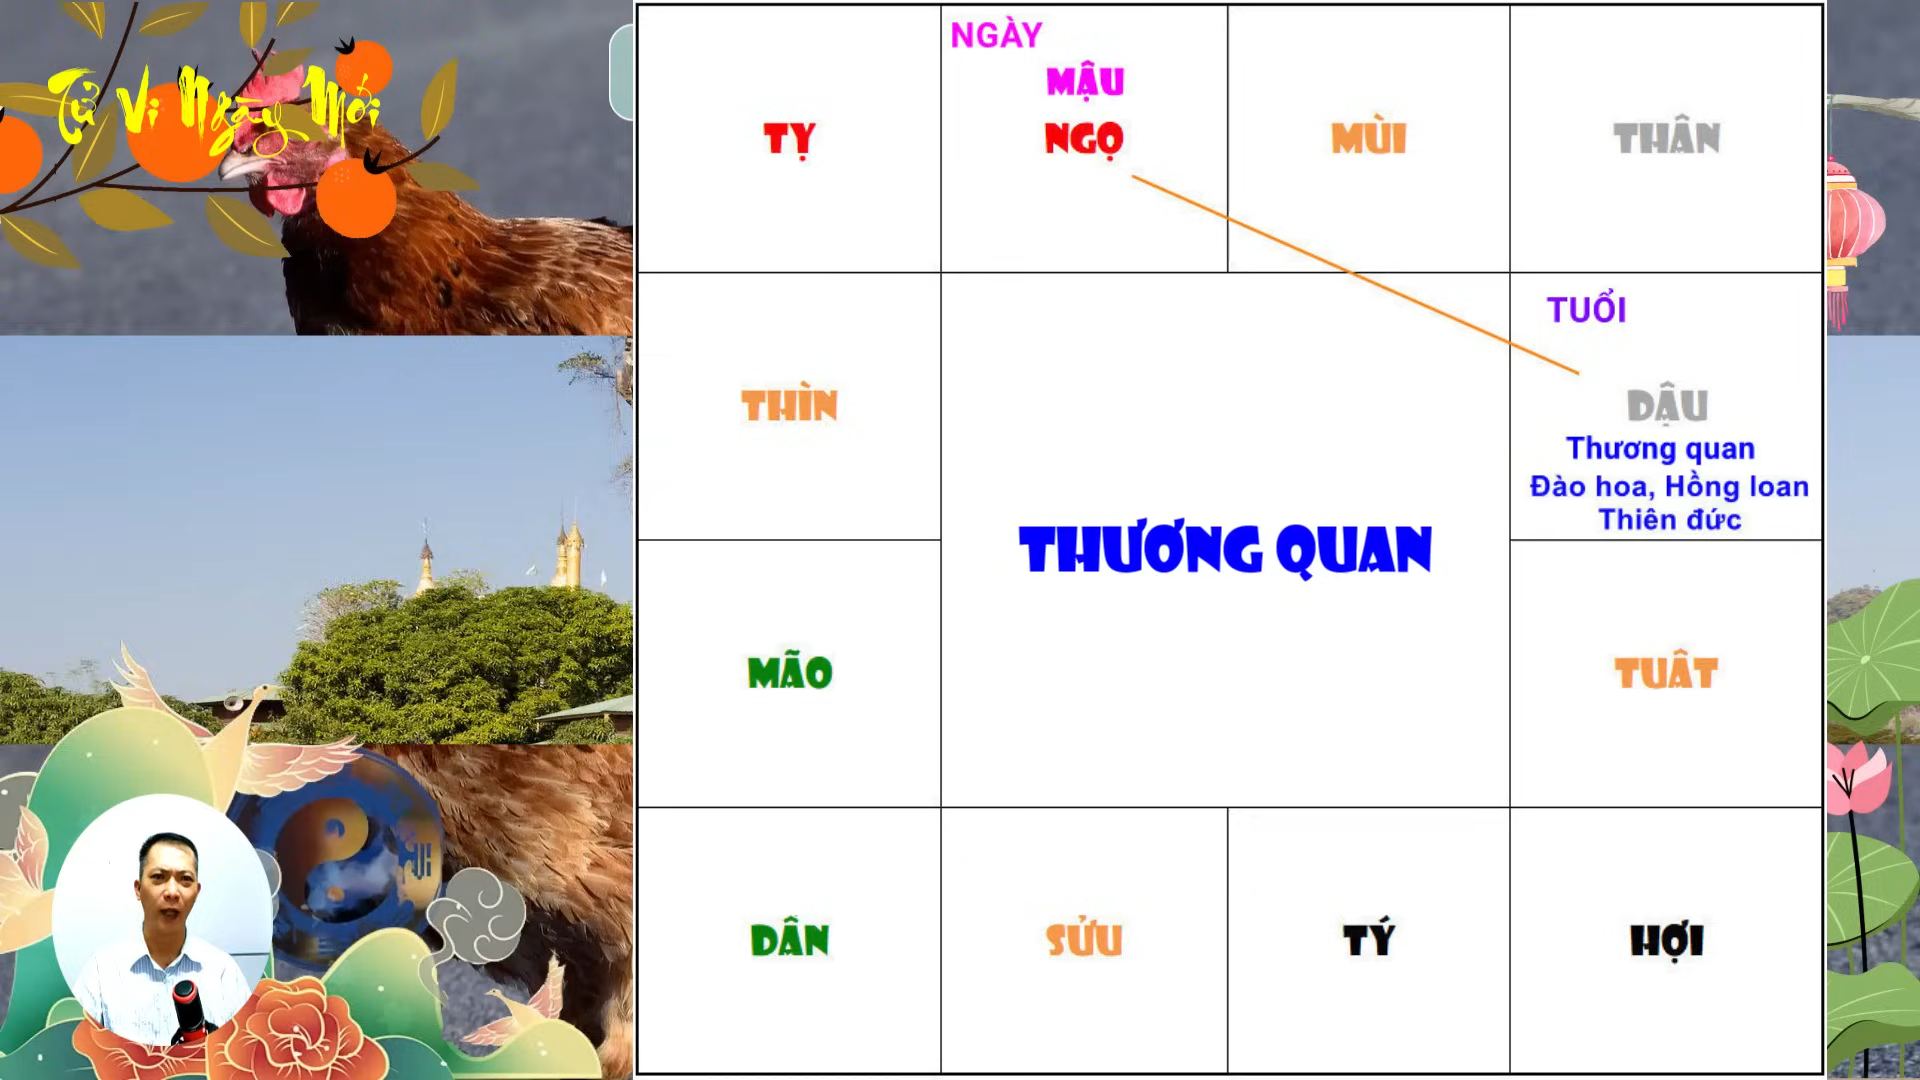 Tử Vi Ngày Mới
NGÀY
MẬU
TỴ
NGỌ
MÙI
THÂN
TUỔI
THÌN
DẬU
Thương quan
Đào hoa, Hồng loan
Thiên đức
THƯƠNG QUAN
MÃO
TUẤT
DẦN
SỬU
TÝ
HỢI